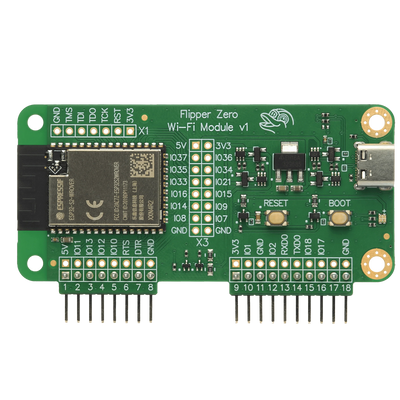 GND
TMS
TDI
TDO
TCK
RST
3V3
X1
Flipper Zero
Wi-Fi Module v1
5V 3V3
IO37 IO36
IO35 IO34
IO33 IO21
IO16 IO15
IO14
IO8 IO7
GND GND
X3
ESPRESSIF
ESP32-S2-WROVER
CE
RESET
BOOT
5V
IO11
IO13
IO12
IO10
RTS
DTR
GND
1 2 3 4 5 6 7 8
3V3
IO1
GND
IO2
RXD0
TXD0
IO18
IO17
GND
9 10 11 12 13 14 15 16 17 18